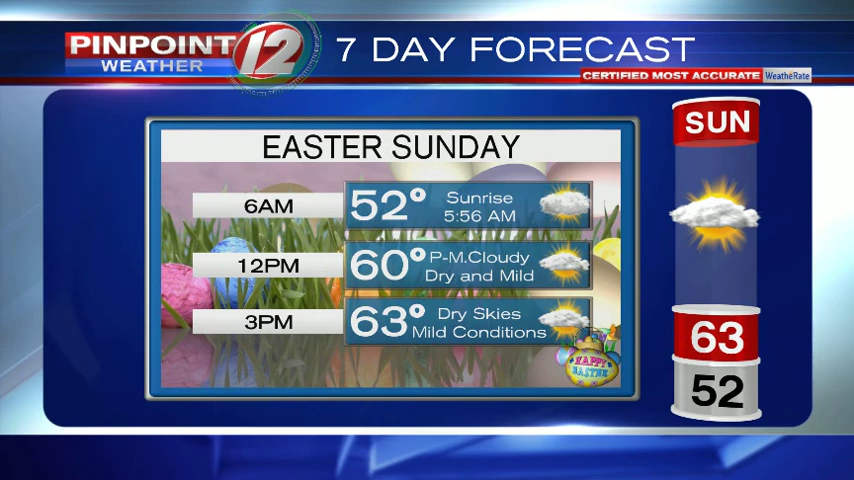 PINPOINT 12
WEATHER
7 DAY FORECAST
CERTIFIED MOST ACCURATE WeatheRate
EASTER SUNDAY
6AM 52° Sunrise
5:56 AM
12PM 60° P-M.Cloudy
Dry and Mild
3PM 63° Dry Skies
Mild Conditions
HAPPY
EASTER
SUN
63
52